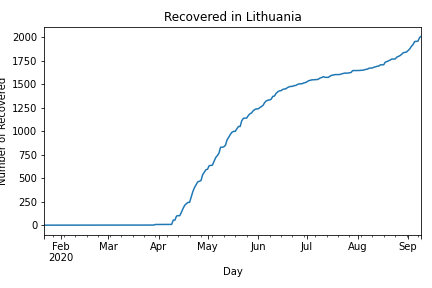 Recovered in Lithuania
Number of Recovered
2000
1750
1500
1250
1000
750
500
250
0
Feb
2020
Mar
Apr
May
Jun
Jul
Aug
Sep
Day